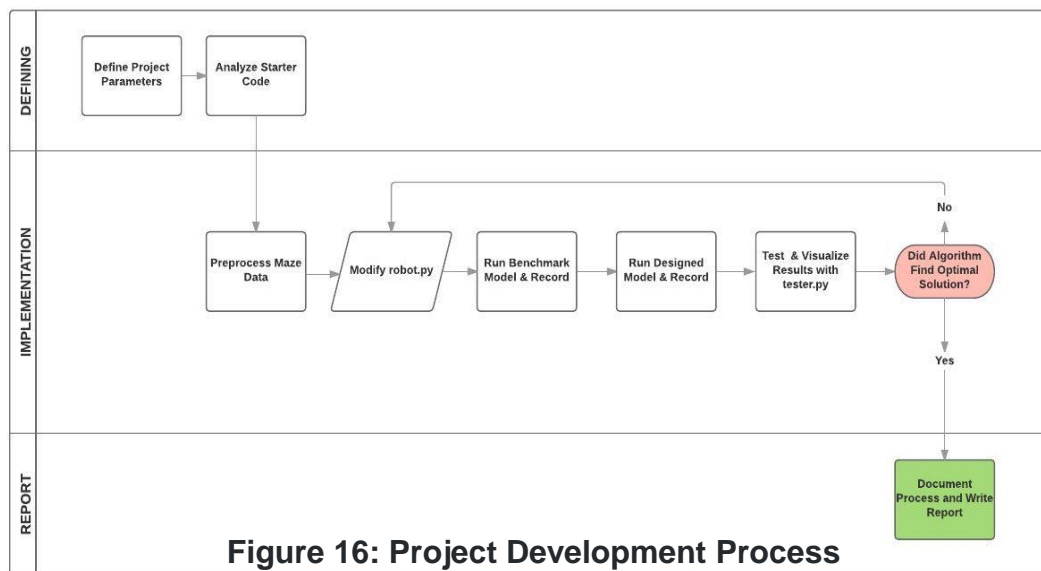 DEFINING
Define Project
Parameters
Analyze Starter
Code
IMPLEMENTATION
No
Preprocess Maze
Data
Modify robot.py
Run Benchmark
Model & Record
Run Designed
Model & Record
Test & Visualize
Results with
tester.py
Did Algorithm
Find Optimal
Solution?
Yes
REPORT
Document
Process and Write
Report
Figure 16: Project Development Process